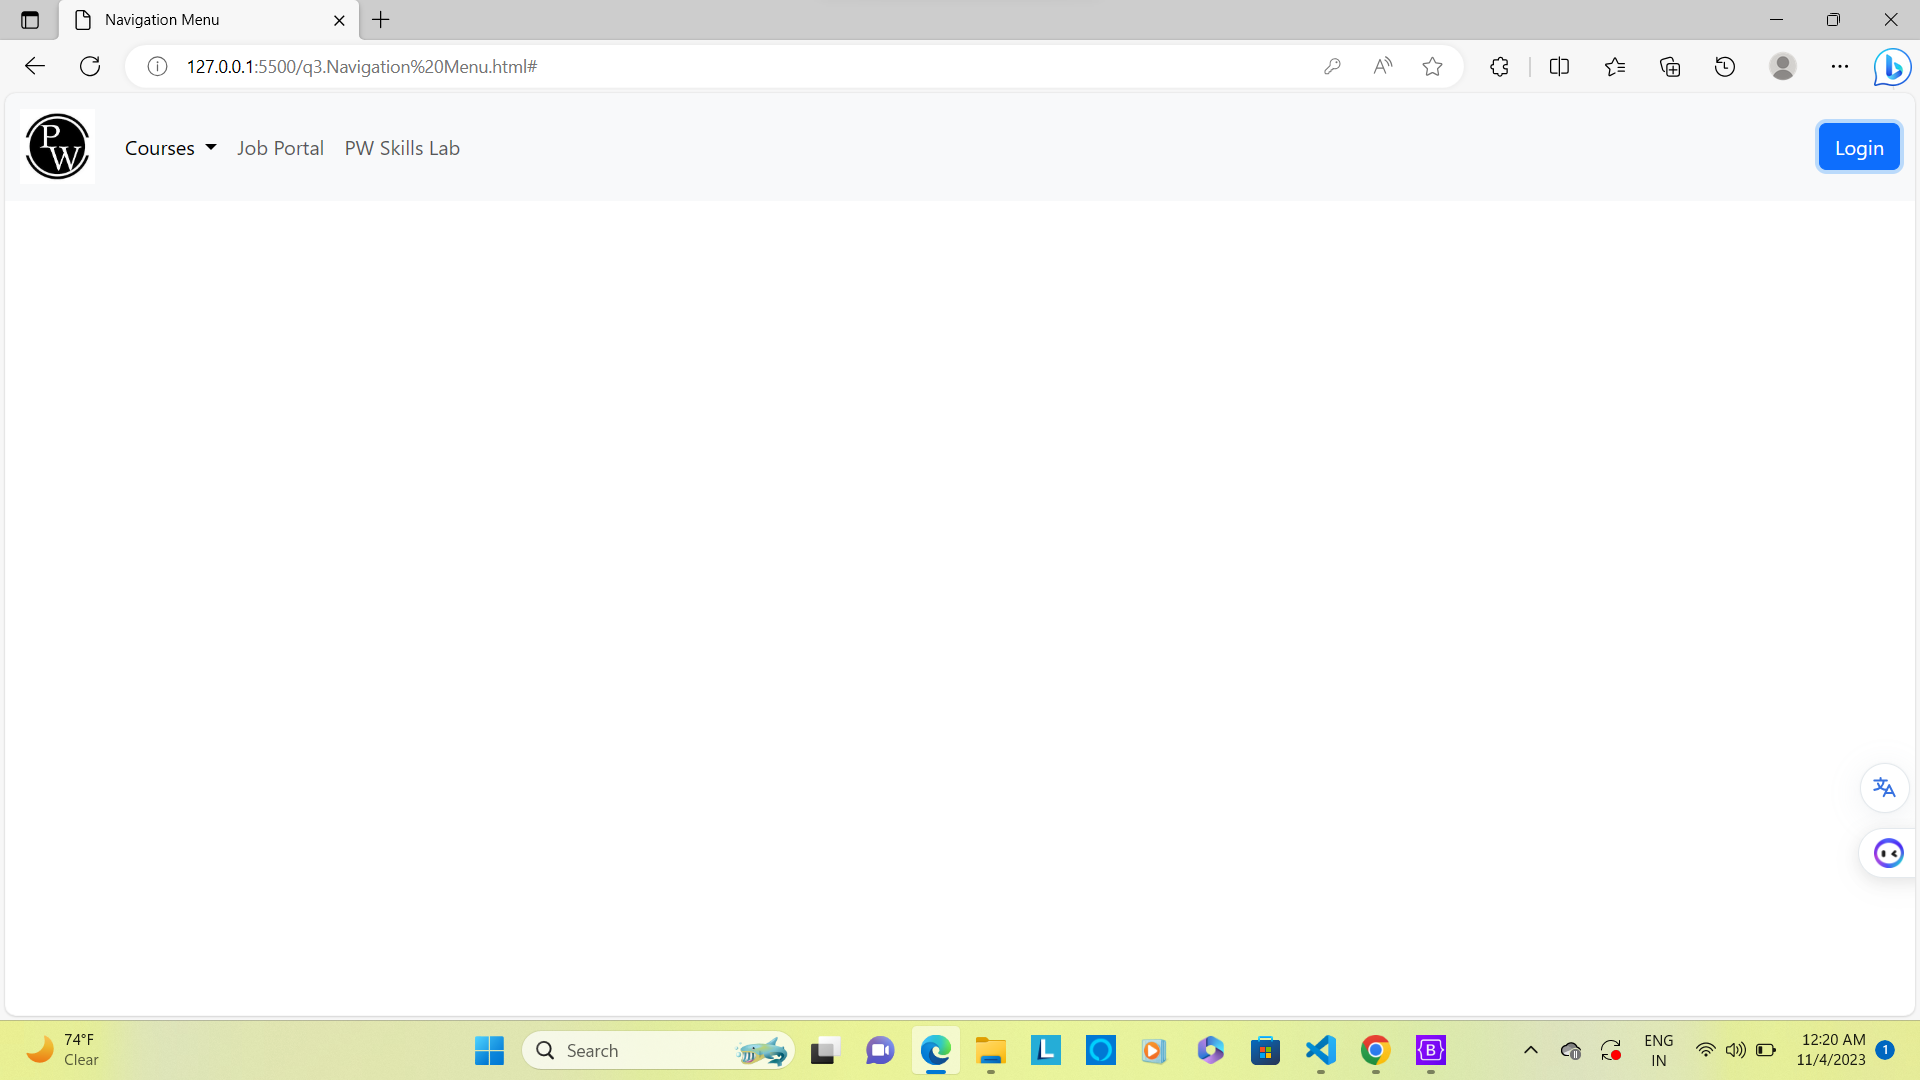 Navigation Menu
127.0.0.1:5500/q3.Navigation%20Menu.html#
PW
Courses
Job Portal
PW Skills Lab
Login
74°F
Clear
Search
ENG
IN
12:20 AM
11/4/2023
1